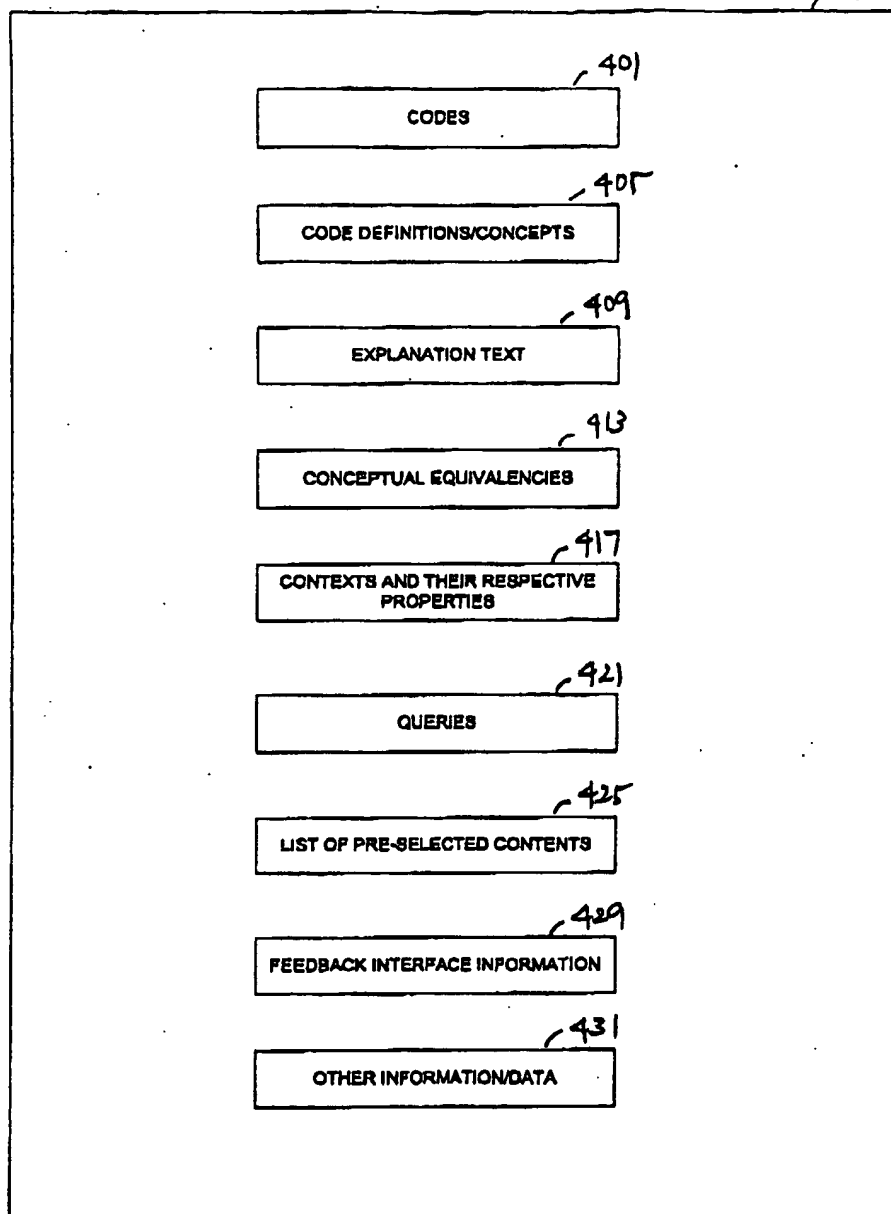 401
CODES
405
CODE DEFINITIONS/CONCEPTS
409
EXPLANATION TEXT
413
CONCEPTUAL EQUIVALENCIES
417
CONTEXTS AND THEIR RESPECTIVE
PROPERTIES
421
QUERIES
425
LIST OF PRE-SELECTED CONTENTS
429
FEEDBACK INTERFACE INFORMATION
431
OTHER INFORMATION/DATA